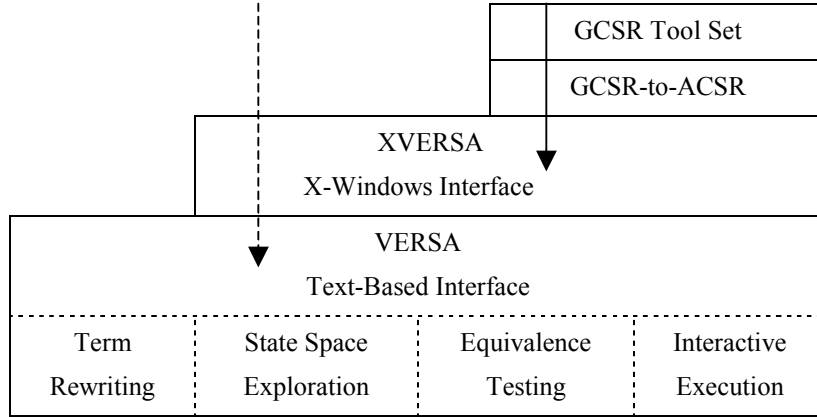 GCSR Tool Set
GCSR-to-ACSR
XVERSA
X-Windows Interface
VERSA
Text-Based Interface
Term
Rewriting
State Space
Exploration
Equivalence
Testing
Interactive
Execution